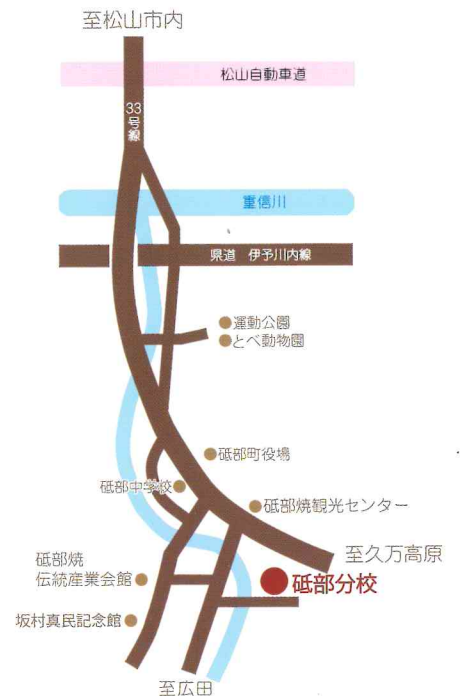 至松山市内
松山自動車道
33号線
重信川
県道　伊予川内線
運動公園
とべ動物園
砥部町役場
砥部中学校
砥部焼観光センター
至久万高原
砥部焼
伝統産業会館
砥部分校
坂村真民記念館
至広田